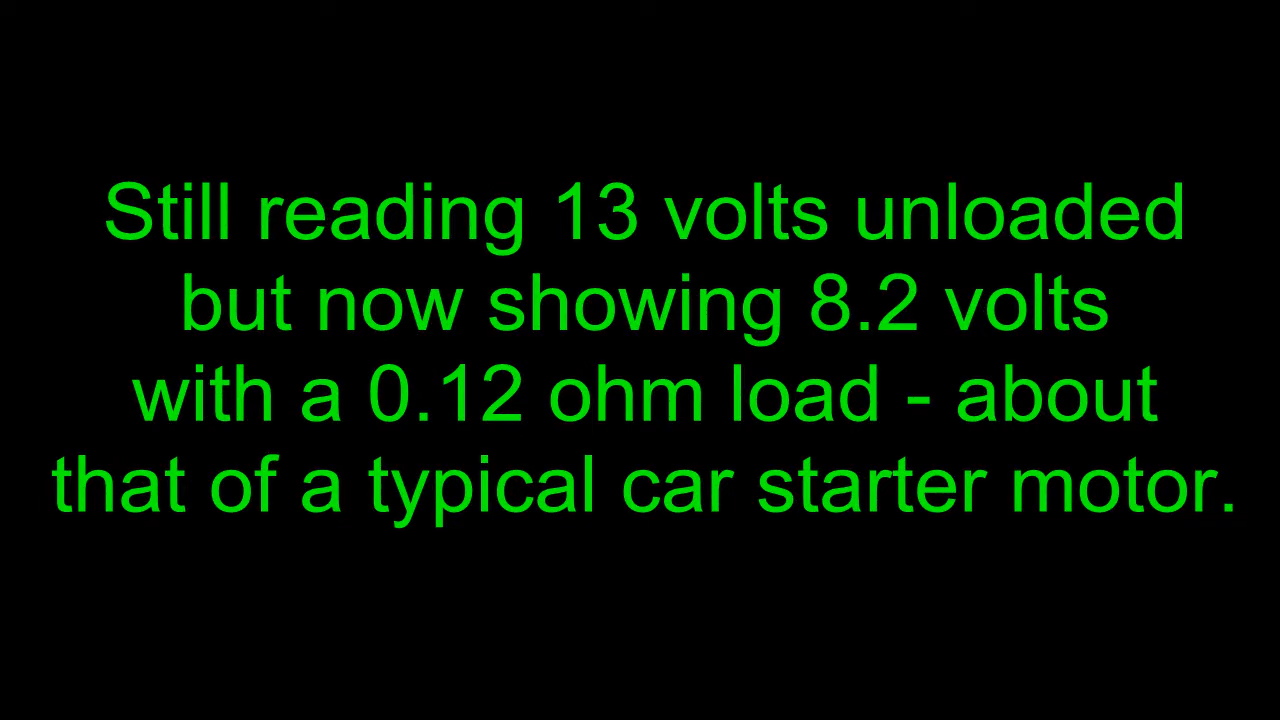 Still reading 13 volts unloaded
but now showing 8.2 volts
with a 0.12 ohm load - about
that of a typical car starter motor.